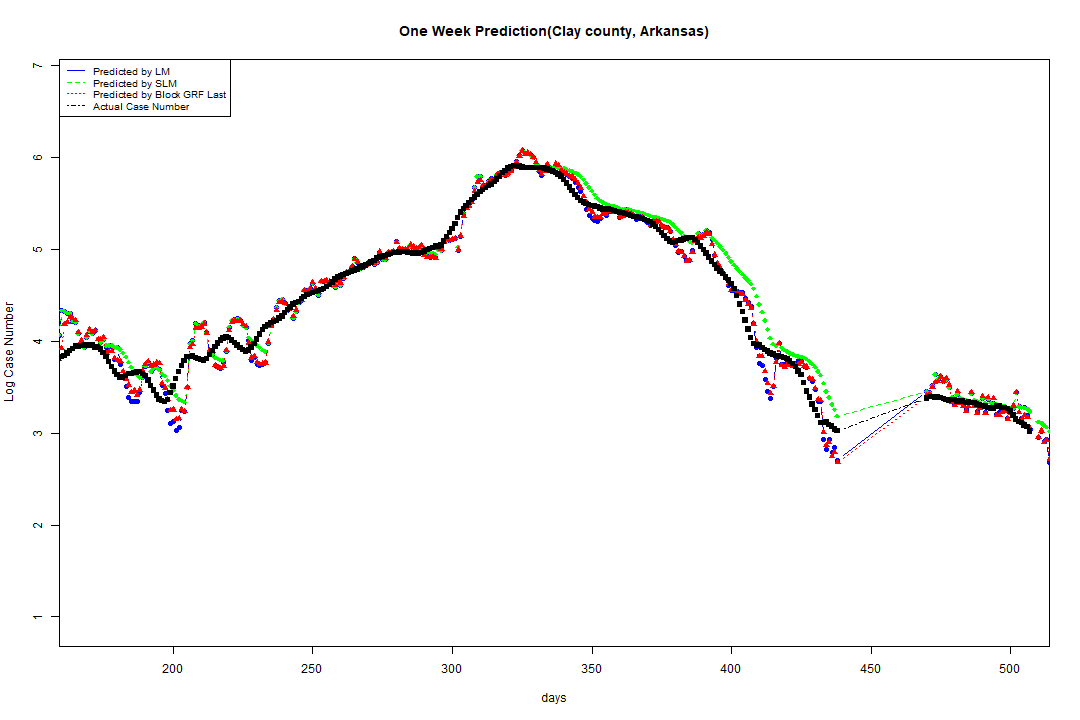 One Week Prediction(Clay county, Arkansas)
Predicted by LM
Predicted by SLM
Predicted by Block GRF Last
Actual Case Number
Log Case Number
7
6
5
4
3
2
1
200 250 300 350 400 450 500
days